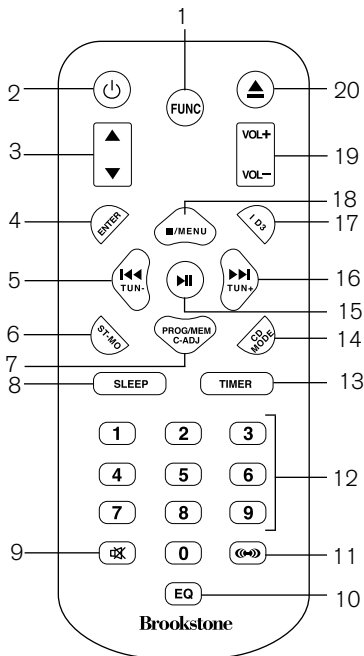 1
2
FUNC
20
3
VOL+
VOL–
19
18
4
ENTER
■/MENU
I D3
17
5
TUN-
TUN+
16
15
6
ST-MO
PROG/MEM
C-ADJ
CD
MODE
14
7
8
SLEEP
TIMER
13
1
2
3
4
5
6
12
7
8
9
9
0
11
EQ
10
Brookstone